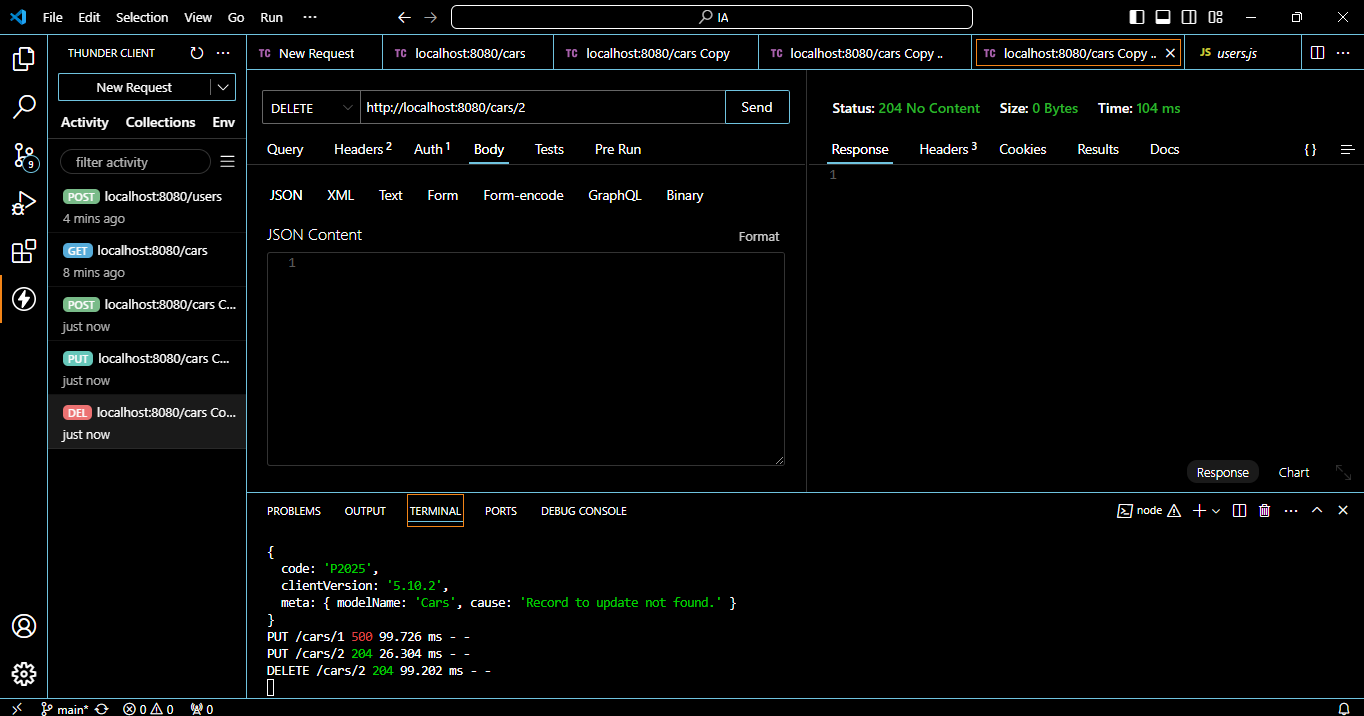 File Edit Selection View Go Run ··· IA
THUNDER CLIENT ···
New Request
Activity Collections Env
filter activity
POST localhost:8080/users
4 mins ago
GET localhost:8080/cars
8 mins ago
POST localhost:8080/cars C...
just now
PUT localhost:8080/cars C...
just now
DEL localhost:8080/cars Co...
just now
TC New Request TC localhost:8080/cars TC localhost:8080/cars Copy TC localhost:8080/cars Copy .. TC localhost:8080/cars Copy .. JS users.js ···
DELETE http://localhost:8080/cars/2 Send
Query Headers 2 Auth 1 Body Tests Pre Run
JSON XML Text Form Form-encode GraphQL Binary
JSON Content Format
1
Status: 204 No Content Size: 0 Bytes Time: 104 ms
Response Headers 3 Cookies Results Docs {}
1
Response Chart
PROBLEMS OUTPUT TERMINAL PORTS DEBUG CONSOLE node ···
{
code: 'P2025',
clientVersion: '5.10.2',
meta: { modelName: 'Cars', cause: 'Record to update not found.' }
}
PUT /cars/1 500 99.726 ms - -
PUT /cars/2 204 26.304 ms - -
DELETE /cars/2 204 99.202 ms - -
9
main* 0 0 0